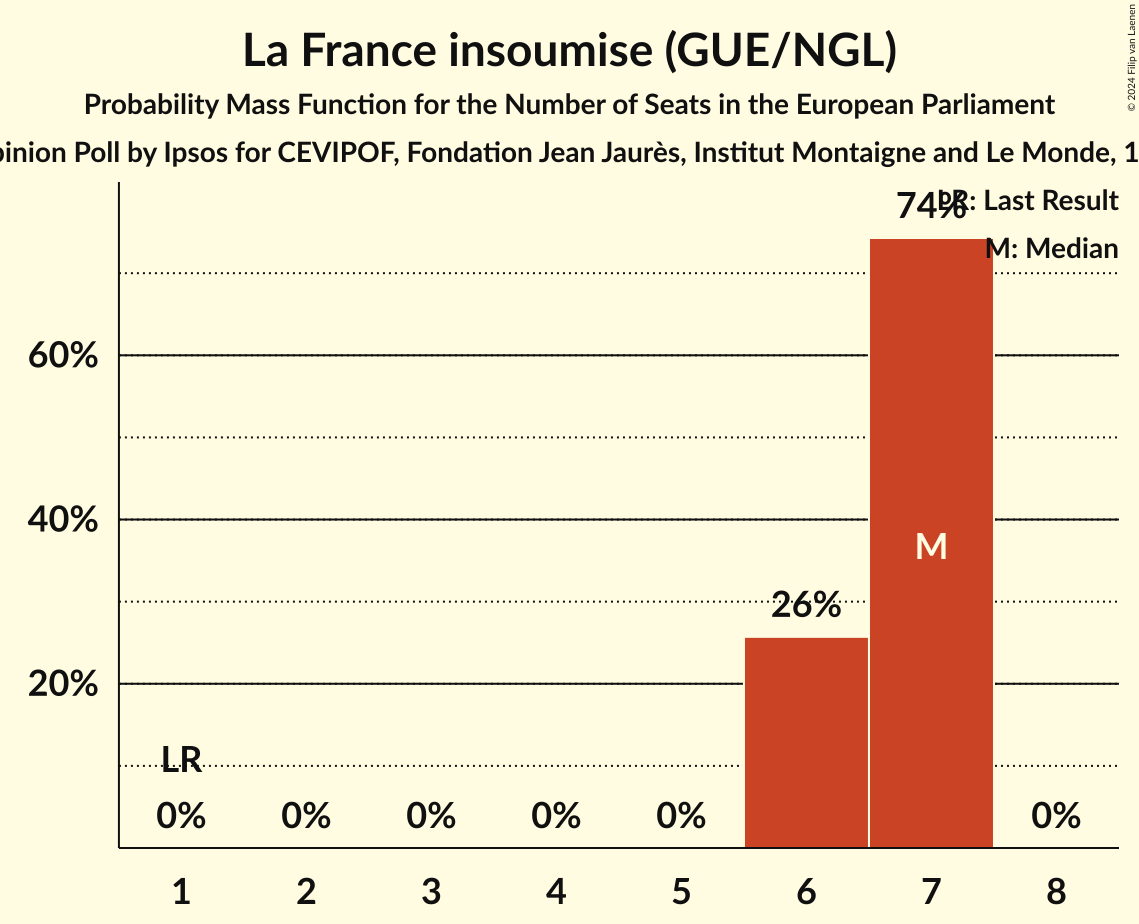 La France insoumise (GUE/NGL)
Probability Mass Function for the Number of Seats in the European Parliament
pinion Poll by Ipsos for CEVIPOF, Fondation Jean Jaurès, Institut Montaigne and Le Monde, 1
© 2024 Filip van Laenen
LR: Last Result
M: Median
74%
60%
40%
20%
M
26%
LR
0% 0% 0% 0% 0% 0%
1 2 3 4 5 6 7 8